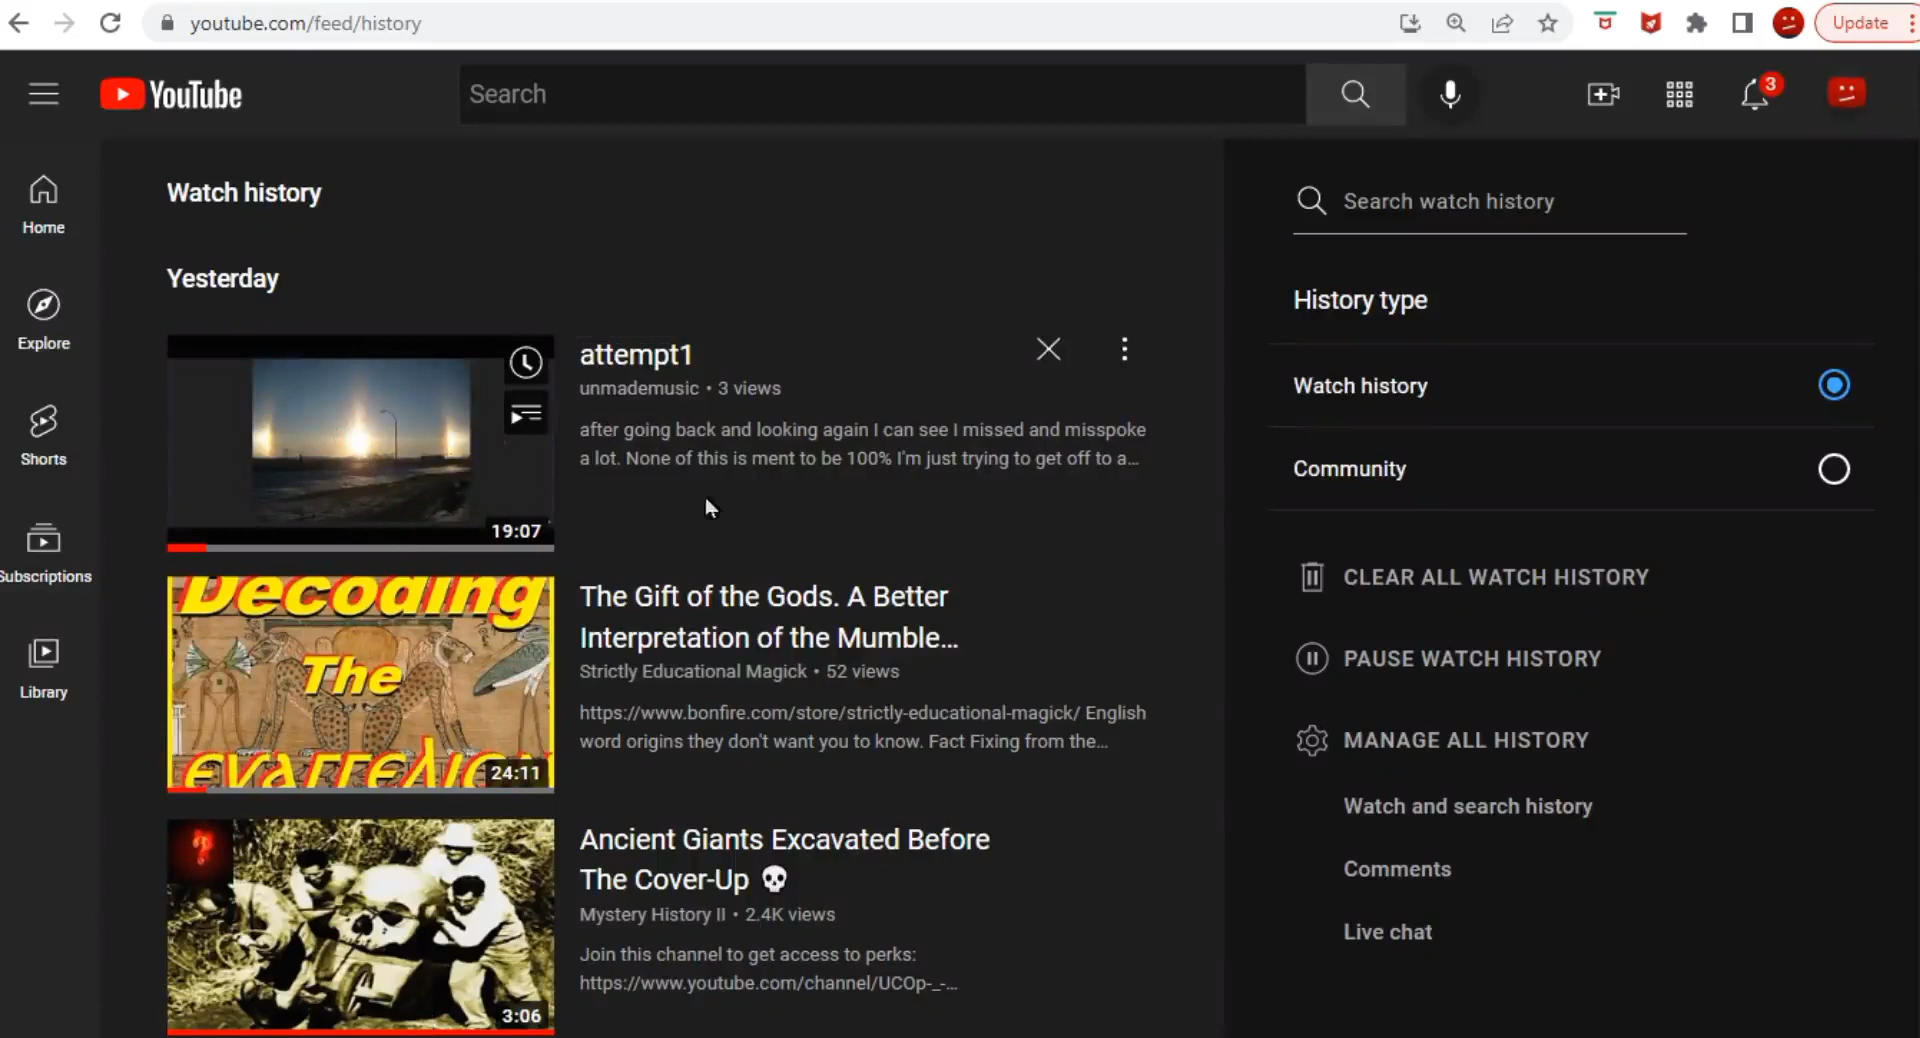 youtube.com/feed/history
Update
YouTube
Search
3
Home
Explore
Shorts
Subscriptions
Library
Watch history
Yesterday
19:07
attempt1
unmademusic • 3 views
after going back and looking again I can see I missed and misspoke
a lot. None of this is ment to be 100% I'm just trying to get off to a...
Decoding
The
ΕΥΑΓΓΕΛΙΟΝ
24:11
The Gift of the Gods. A Better
Interpretation of the Mumble...
Strictly Educational Magick • 52 views
https://www.bonfire.com/store/strictly-educational-magick/ English
word origins they don't want you to know. Fact Fixing from the...
?
3:06
Ancient Giants Excavated Before
The Cover-Up 💀
Mystery History II • 2.4K views
Join this channel to get access to perks:
https://www.youtube.com/channel/UCOp-_-...
Search watch history
History type
Watch history
Community
CLEAR ALL WATCH HISTORY
PAUSE WATCH HISTORY
MANAGE ALL HISTORY
Watch and search history
Comments
Live chat